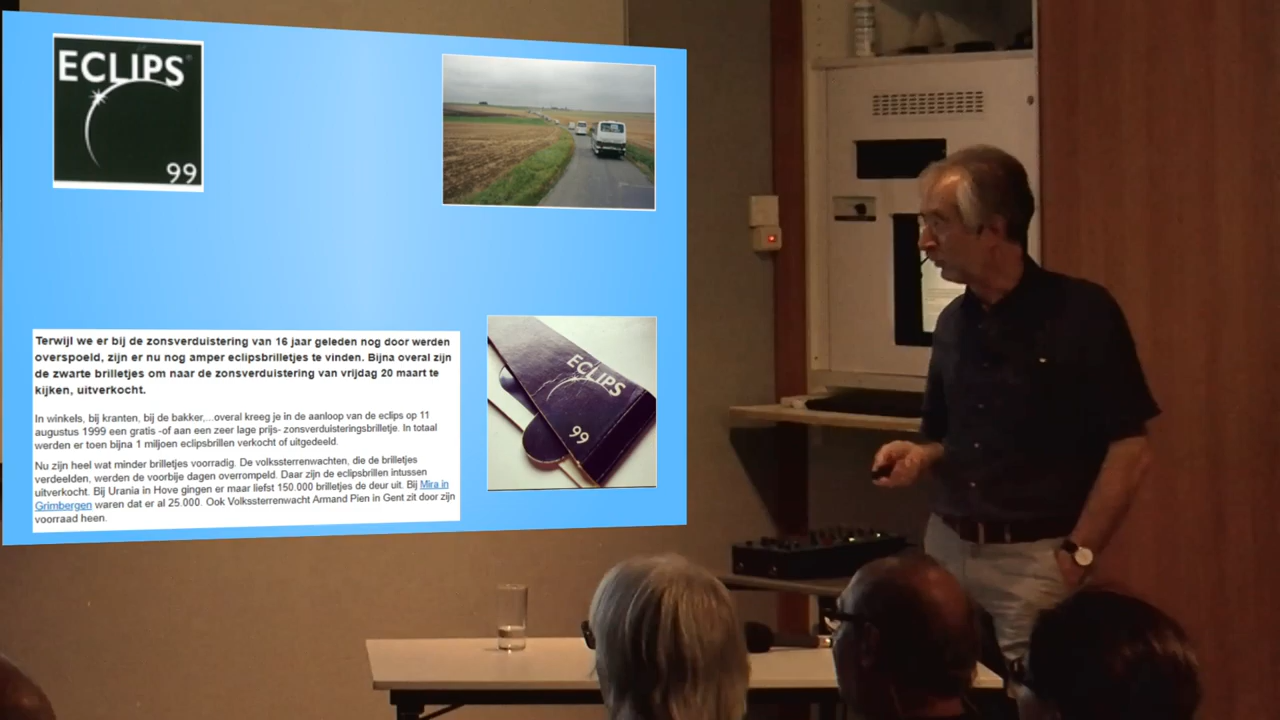 ECLIPS
99
Terwijl we er bij de zonsverduistering van 16 jaar geleden nog door werden
overspoeld, zijn er nu nog amper eclipsbrilletjes te vinden. Bijna overal zijn
de zwarte brilletjes om naar de zonsverduistering van vrijdag 20 maart te
kijken, uitverkocht.
In winkels, bij kranten, bij de bakker,...overal kreeg je in de aanloop van de eclips op 11
augustus 1999 een gratis -of aan een zeer lage prijs- zonsverduisteringsbrilletje. In totaal
werden er toen bijna 1 miljoen eclipsbrillen verkocht of uitgedeeld.
Nu zijn heel wat minder brilletjes voorradig. De volkssterrenwachten, die de brilletjes
verdeelden, werden de voorbije dagen overrompeld. Daar zijn de eclipsbrillen intussen
uitverkocht. Bij Urania in Hove gingen er maar liefst 150.000 brilletjes de deur uit. Bij Mira in
Grimbergen waren dat er al 25.000. Ook Volkssterrenwacht Armand Pien in Gent zit door zijn
voorraad heen.
ECLIPS
99